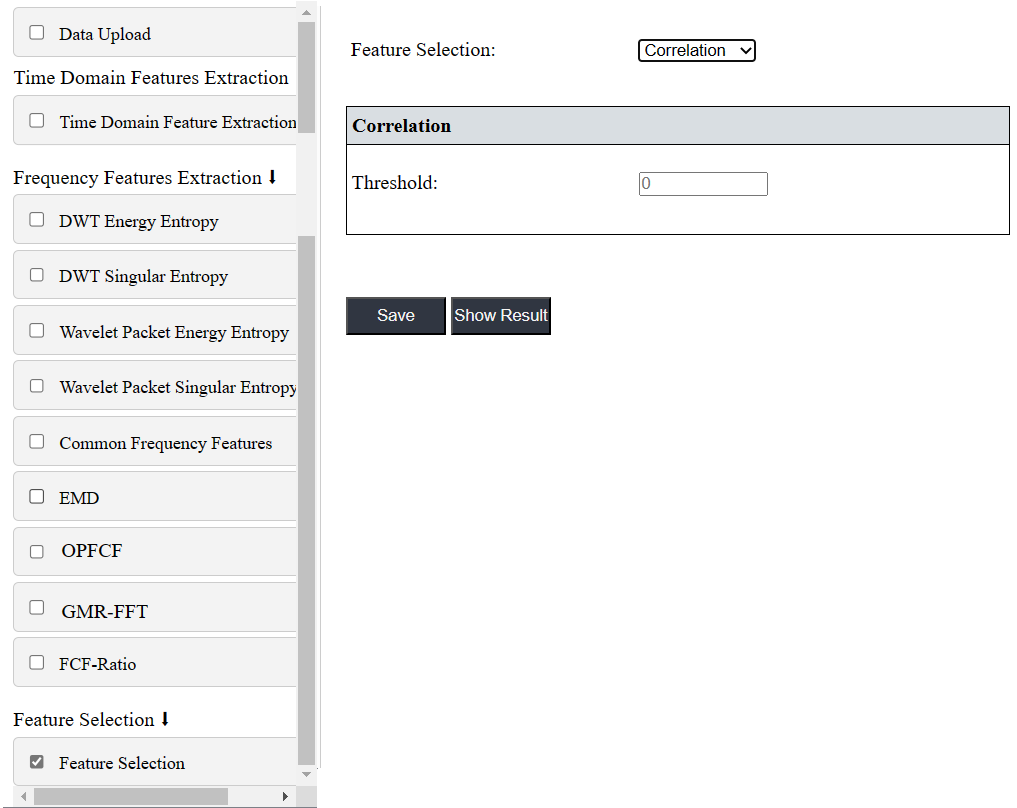 Data Upload
Time Domain Features Extraction
Time Domain Feature Extraction
Frequency Features Extraction ⬇
DWT Energy Entropy
DWT Singular Entropy
Wavelet Packet Energy Entropy
Wavelet Packet Singular Entropy
Common Frequency Features
EMD
OPFCF
GMR-FFT
FCF-Ratio
Feature Selection ⬇
Feature Selection
Feature Selection: Correlation
Correlation
Threshold: 0
Save Show Result